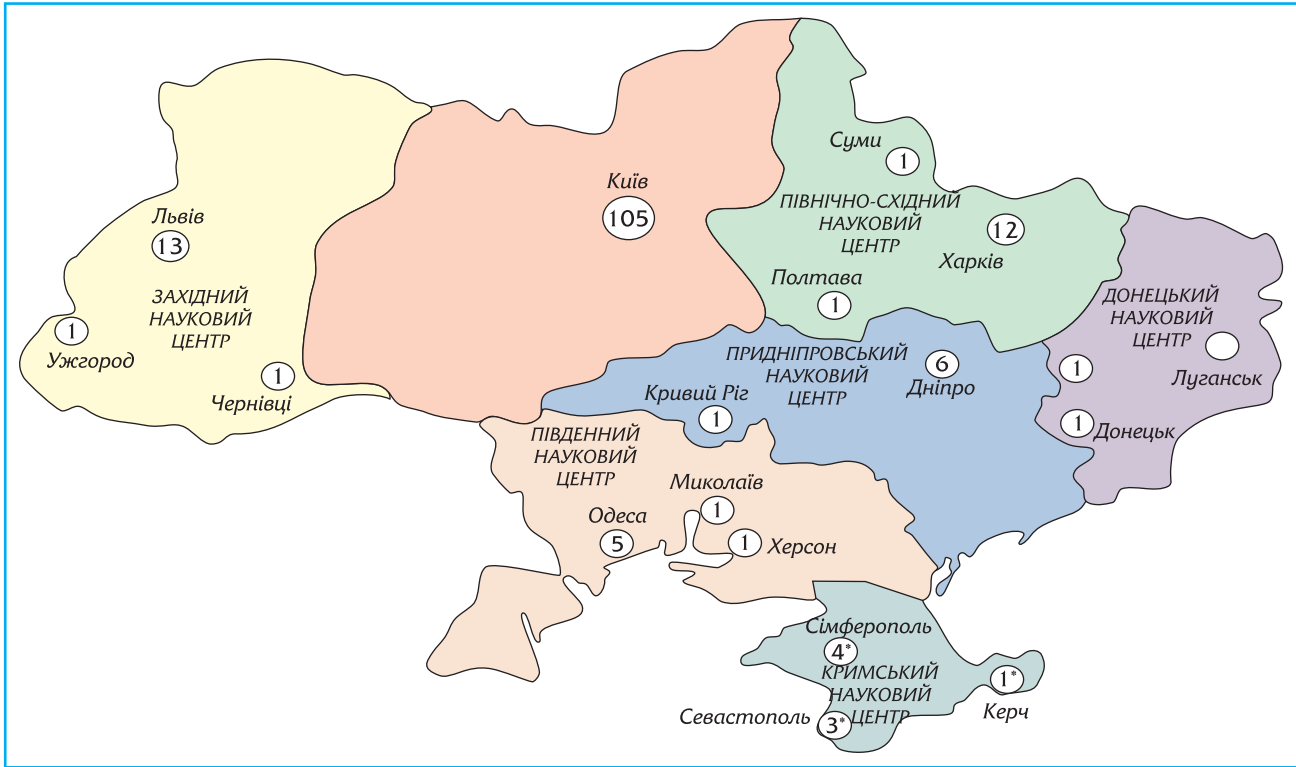 Суми
1
Київ
105
ПІВНІЧНО-СХІДНИЙ
НАУКОВИЙ
ЦЕНТР
12
Харків
Полтава
1
Львів
13
ЗАХІДНИЙ
НАУКОВИЙ
ЦЕНТР
1
Ужгород
1
Чернівці
ДОНЕЦЬКИЙ
НАУКОВИЙ
ЦЕНТР
Луганськ
1
1
Донецьк
ПРИДНІПРОВСЬКИЙ
НАУКОВИЙ
ЦЕНТР
6
Дніпро
Кривий Ріг
1
ПІВДЕННИЙ
НАУКОВИЙ
ЦЕНТР
Миколаїв
1
Одеса
5
1
Херсон
Сімферополь
4*
КРИМСЬКИЙ
НАУКОВИЙ
ЦЕНТР
1*
Керч
Севастополь
3*